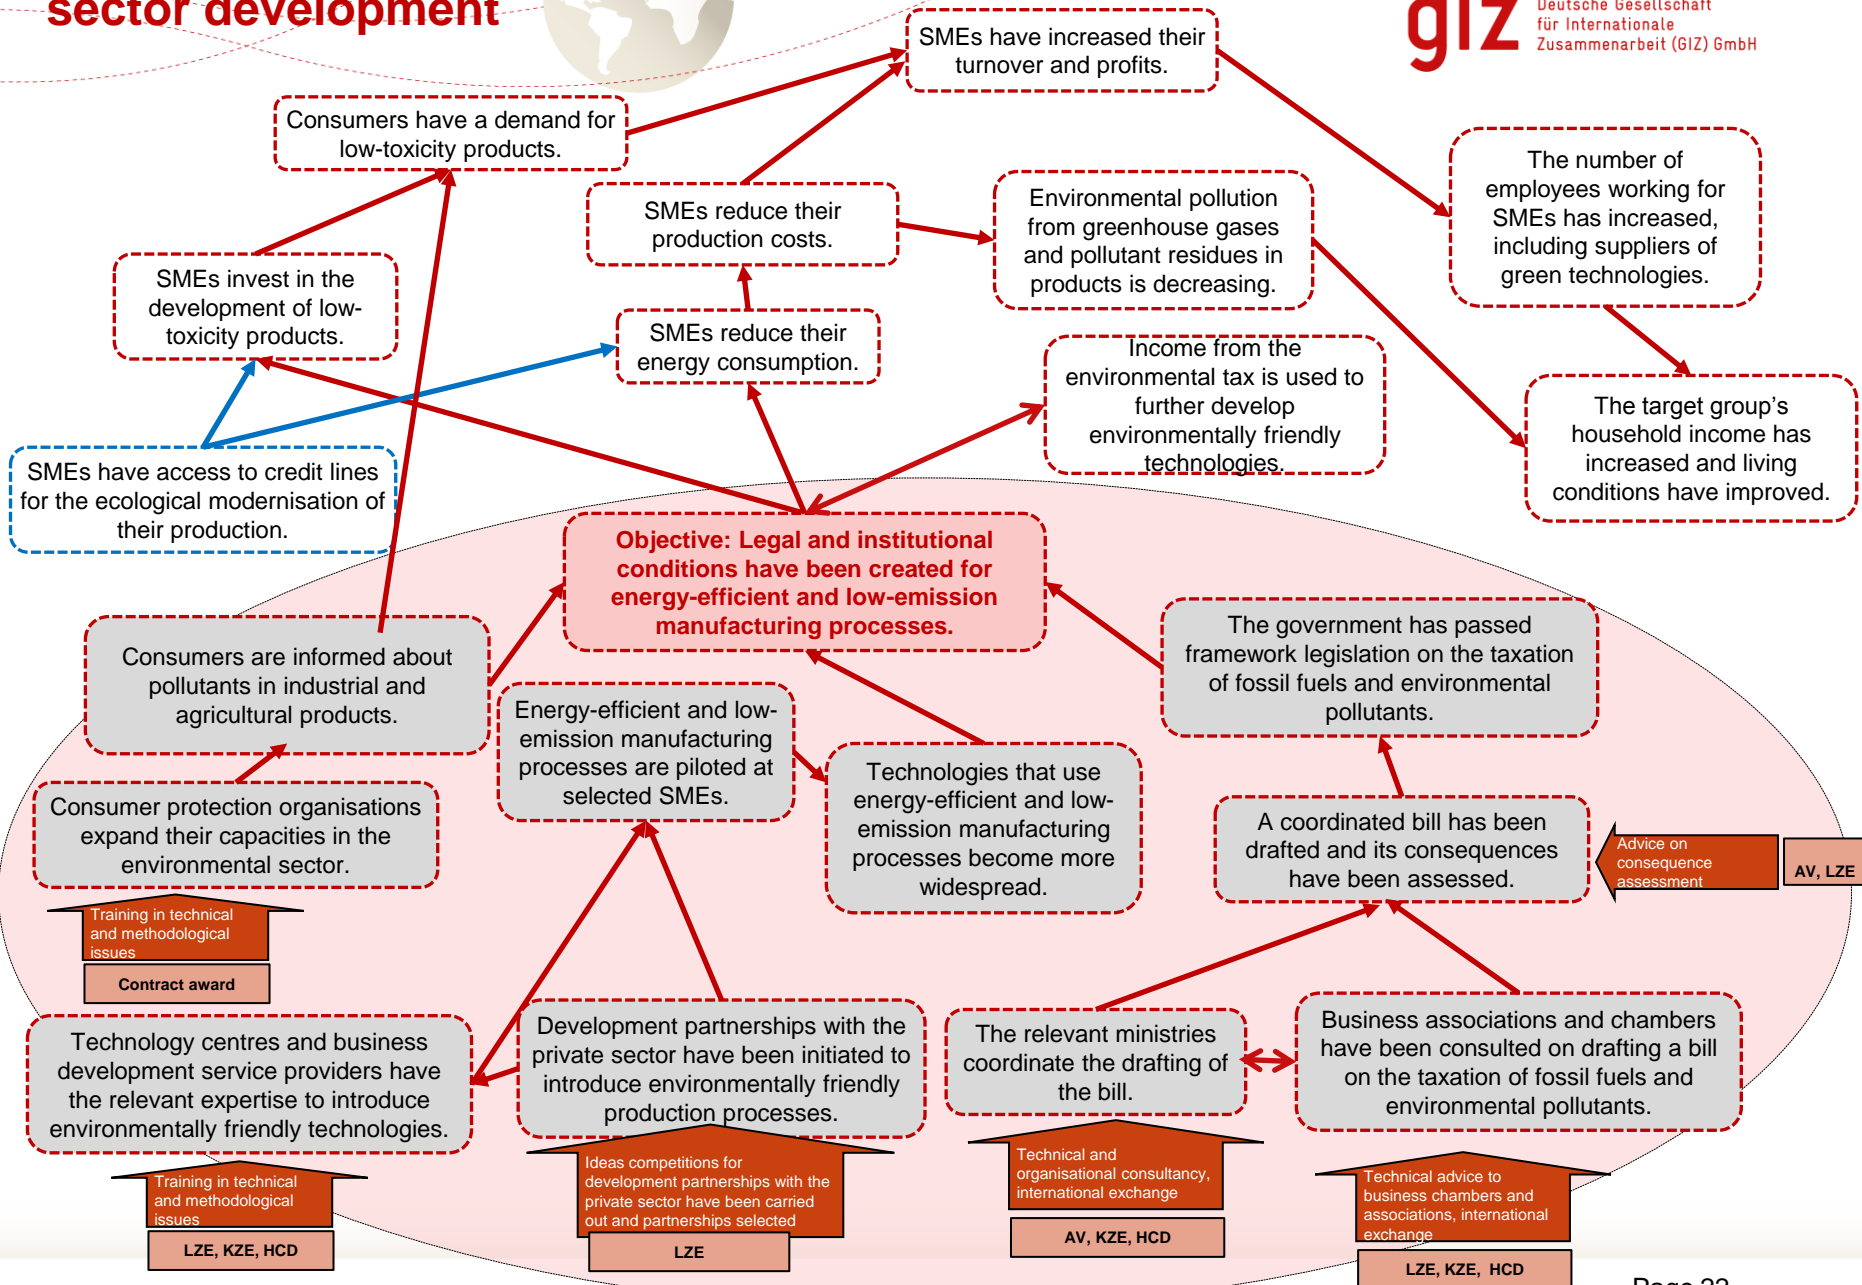 sector development
giz
Deutsche Gesellschaft
für Internationale
Zusammenarbeit (GIZ) GmbH
SMEs have increased their
turnover and profits.
Consumers have a demand for
low-toxicity products.
The number of
employees working for
SMEs has increased,
including suppliers of
green technologies.
SMEs reduce their
production costs.
Environmental pollution
from greenhouse gases
and pollutant residues in
products is decreasing.
SMEs invest in the
development of low-
toxicity products.
SMEs reduce their
energy consumption.
Income from the
environmental tax is used to
further develop
environmentally friendly
technologies.
The target group's
household income has
increased and living
conditions have improved.
SMEs have access to credit lines
for the ecological modernisation of
their production.
Objective: Legal and institutional
conditions have been created for
energy-efficient and low-emission
manufacturing processes.
Consumers are informed about
pollutants in industrial and
agricultural products.
The government has passed
framework legislation on the taxation
of fossil fuels and environmental
pollutants.
Energy-efficient and low-
emission manufacturing
processes are piloted at
selected SMEs.
Technologies that use
energy-efficient and low-
emission manufacturing
processes become more
widespread.
Consumer protection organisations
expand their capacities in the
environmental sector.
A coordinated bill has been
drafted and its consequences
have been assessed.
Advice on
consequence
assessment
AV, LZE
Training in technical
and methodological
issues
Contract award
Technology centres and business
development service providers have
the relevant expertise to introduce
environmentally friendly technologies.
Development partnerships with the
private sector have been initiated to
introduce environmentally friendly
production processes.
The relevant ministries
coordinate the drafting of
the bill.
Business associations and chambers
have been consulted on drafting a bill
on the taxation of fossil fuels and
environmental pollutants.
Training in technical
and methodological
issues
LZE, KZE, HCD
Ideas competitions for
development partnerships with the
private sector have been carried
out and partnerships selected
LZE
Technical and
organisational consultancy,
international exchange
AV, KZE, HCD
Technical advice to
business chambers and
associations, international
exchange
LZE, KZE, HCD
Page 22